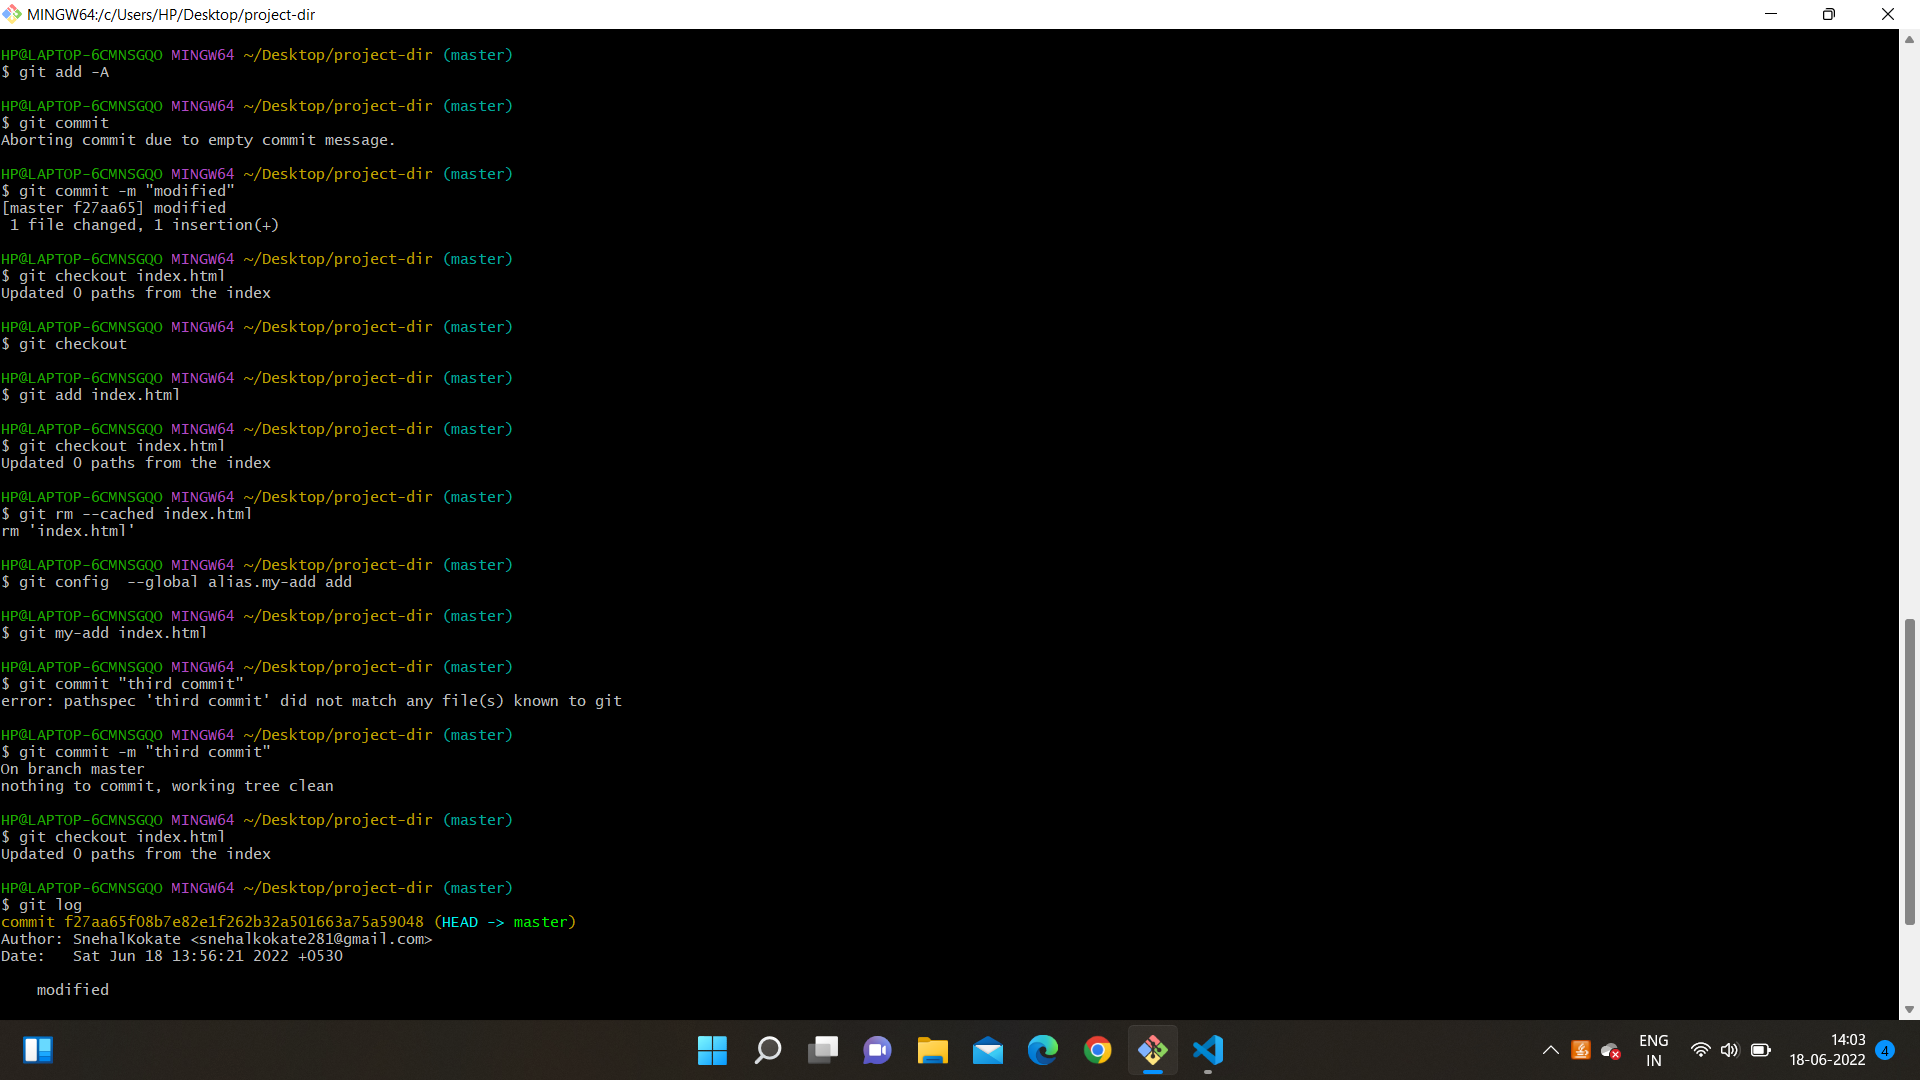 MINGW64:/c/Users/HP/Desktop/project-dir
HP@LAPTOP-6CMNSGQO MINGW64 ~/Desktop/project-dir (master)
$ git add -A
HP@LAPTOP-6CMNSGQO MINGW64 ~/Desktop/project-dir (master)
$ git commit
Aborting commit due to empty commit message.
HP@LAPTOP-6CMNSGQO MINGW64 ~/Desktop/project-dir (master)
$ git commit -m "modified"
[master f27aa65] modified
 1 file changed, 1 insertion(+)
HP@LAPTOP-6CMNSGQO MINGW64 ~/Desktop/project-dir (master)
$ git checkout index.html
Updated 0 paths from the index
HP@LAPTOP-6CMNSGQO MINGW64 ~/Desktop/project-dir (master)
$ git checkout
HP@LAPTOP-6CMNSGQO MINGW64 ~/Desktop/project-dir (master)
$ git add index.html
HP@LAPTOP-6CMNSGQO MINGW64 ~/Desktop/project-dir (master)
$ git checkout index.html
Updated 0 paths from the index
HP@LAPTOP-6CMNSGQO MINGW64 ~/Desktop/project-dir (master)
$ git rm --cached index.html
rm 'index.html'
HP@LAPTOP-6CMNSGQO MINGW64 ~/Desktop/project-dir (master)
$ git config  --global alias.my-add add
HP@LAPTOP-6CMNSGQO MINGW64 ~/Desktop/project-dir (master)
$ git my-add index.html
HP@LAPTOP-6CMNSGQO MINGW64 ~/Desktop/project-dir (master)
$ git commit "third commit"
error: pathspec 'third commit' did not match any file(s) known to git
HP@LAPTOP-6CMNSGQO MINGW64 ~/Desktop/project-dir (master)
$ git commit -m "third commit"
On branch master
nothing to commit, working tree clean
HP@LAPTOP-6CMNSGQO MINGW64 ~/Desktop/project-dir (master)
$ git checkout index.html
Updated 0 paths from the index
HP@LAPTOP-6CMNSGQO MINGW64 ~/Desktop/project-dir (master)
$ git log
commit f27aa65f08b7e82e1f262b32a501663a75a59048 (HEAD -> master)
Author: SnehalKokate <snehalkokate281@gmail.com>
Date:   Sat Jun 18 13:56:21 2022 +0530
    modified
ENG
IN
14:03
18-06-2022
4